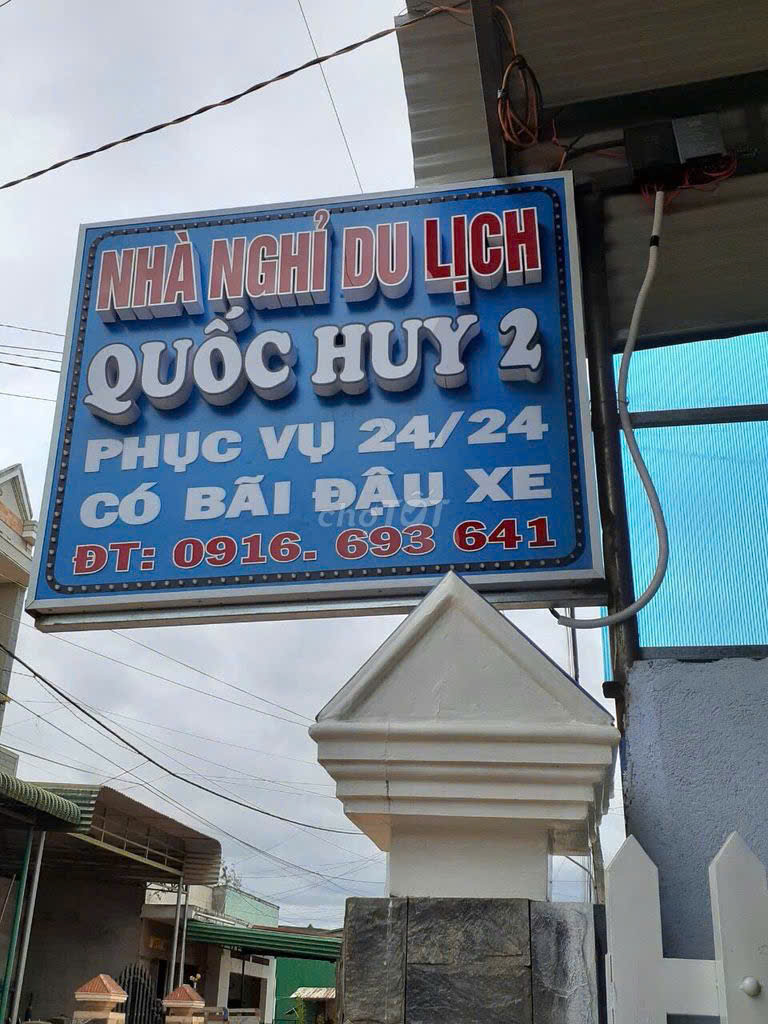 NHÀ NGHỈ DU LỊCH
QUỐC HUY 2
PHỤC VỤ 24/24
CÓ BÃI ĐẬU XE
chợTỐT
ĐT: 0916. 693 641